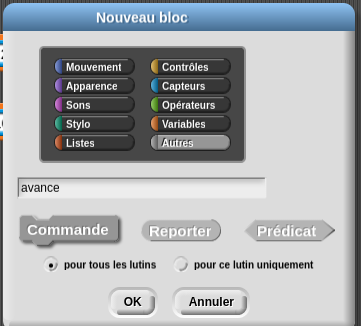 Nouveau bloc
Mouvement Contrôles
Apparence Capteurs
Sons Opérateurs
Stylo Variables
Listes Autres
avance
Commande Reporter Prédicat
pour tous les lutins pour ce lutin uniquement
OK Annuler